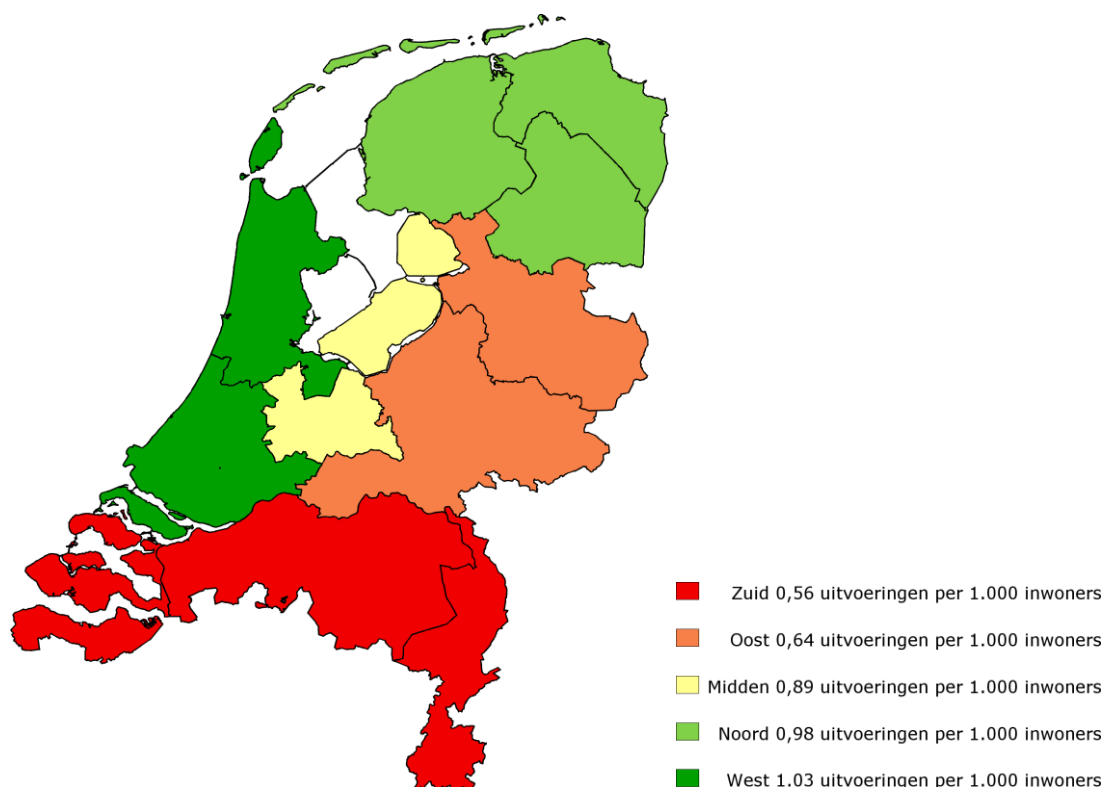 Zuid 0,56 uitvoeringen per 1.000 inwoners
Oost 0,64 uitvoeringen per 1.000 inwoners
Midden 0,89 uitvoeringen per 1.000 inwoners
Noord 0,98 uitvoeringen per 1.000 inwoners
West 1.03 uitvoeringen per 1.000 inwoners